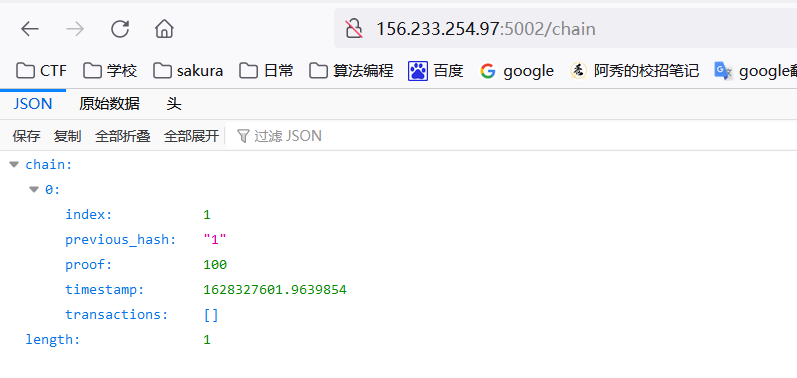 156.233.254.97:5002/chain
CTF 学校 sakura 日常 算法编程 百度 google 阿秀的校招笔记 google翻
JSON 原始数据 头
保存 复制 全部折叠 全部展开 过滤 JSON
chain:
0:
index: 1
previous_hash: "1"
proof: 100
timestamp: 1628327601.9639854
transactions: []
length: 1